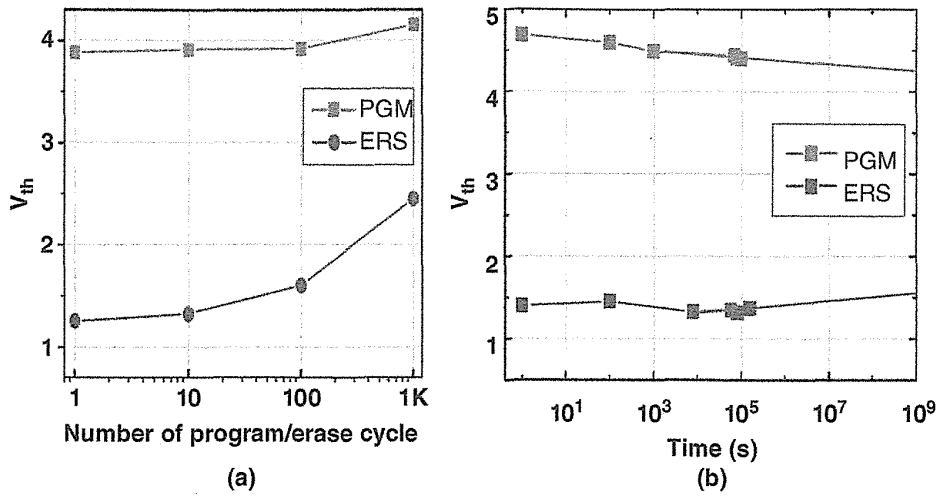 4
3
2
1
V_th
PGM
ERS
1 10 100 1K
Number of program/erase cycle
(a)
5
4
3
2
1
V_th
PGM
ERS
10^1 10^3 10^5 10^7 10^9
Time (s)
(b)